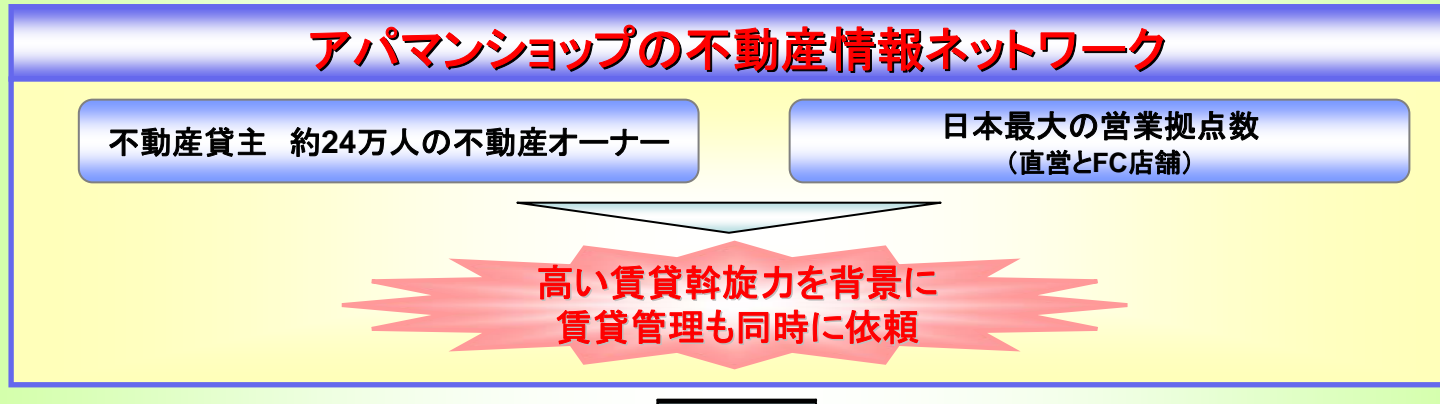 アパマンショップの不動産情報ネットワーク
不動産貸主　約24万人の不動産オーナー
日本最大の営業拠点数
（直営とFC店舗）
高い賃貸斡旋力を背景に
賃貸管理も同時に依頼